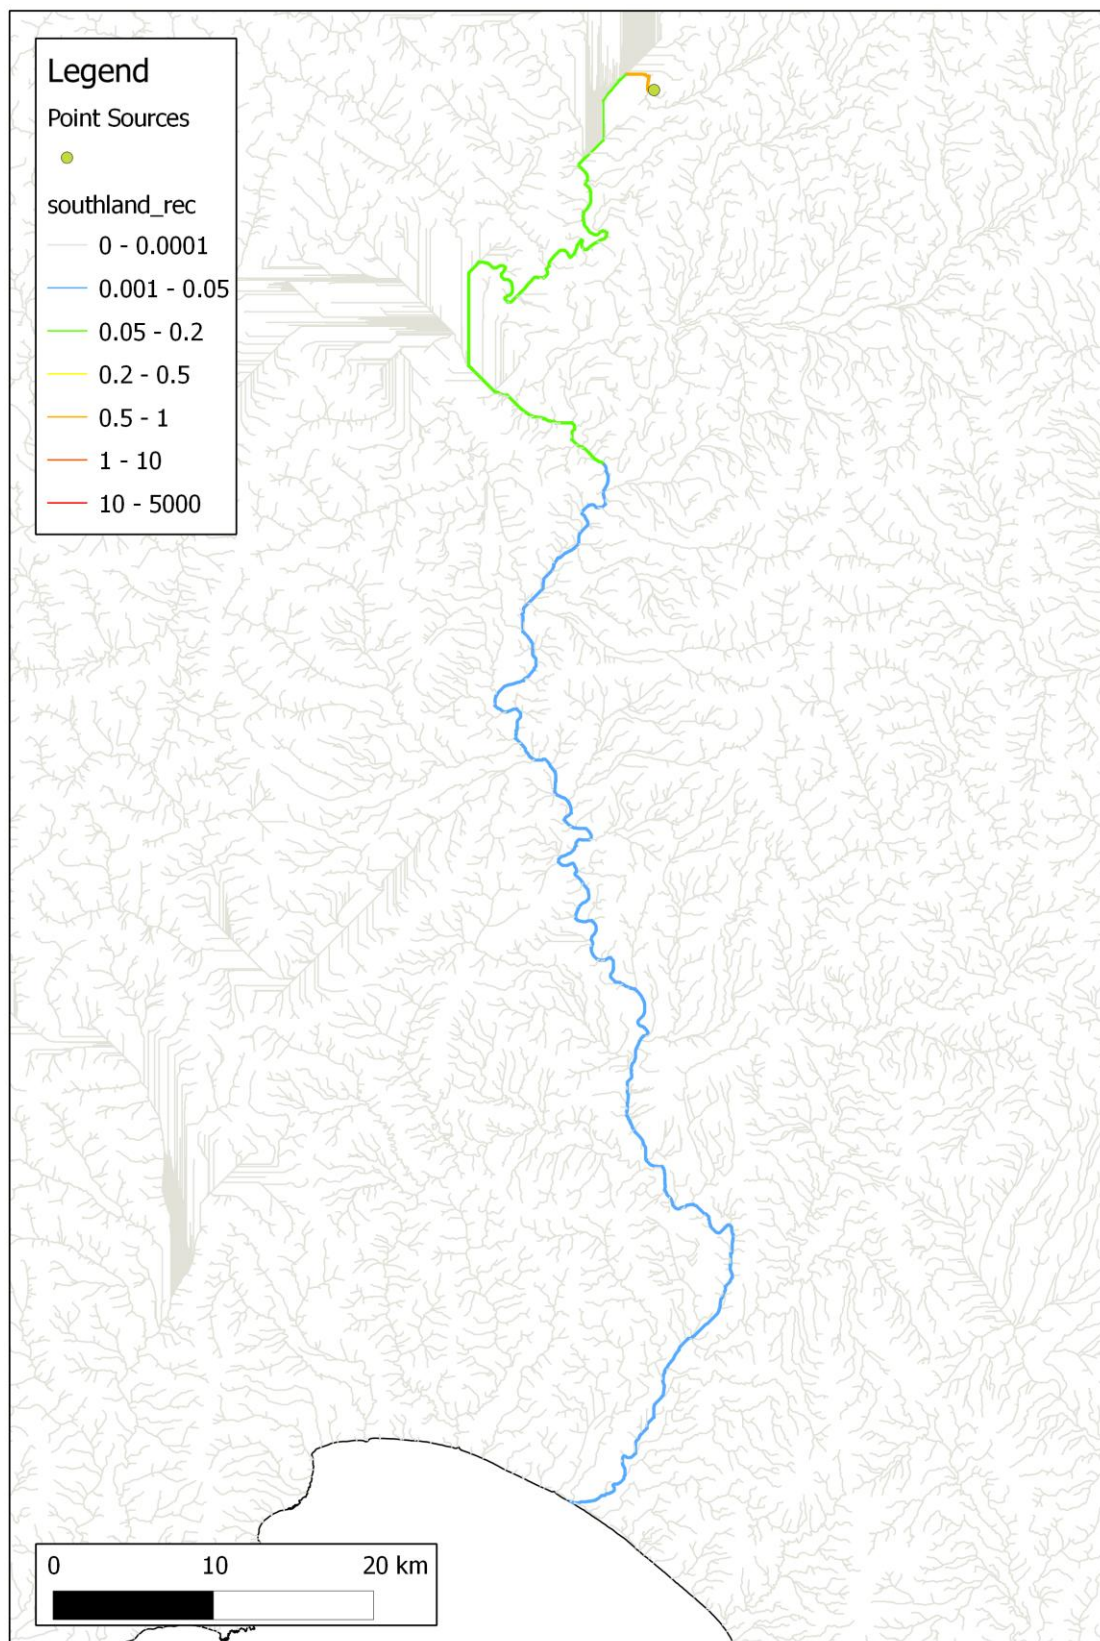 Legend
Point Sources
southland_rec
0 - 0.0001
0.001 - 0.05
0.05 - 0.2
0.2 - 0.5
0.5 - 1
1 - 10
10 - 5000
0 10 20 km